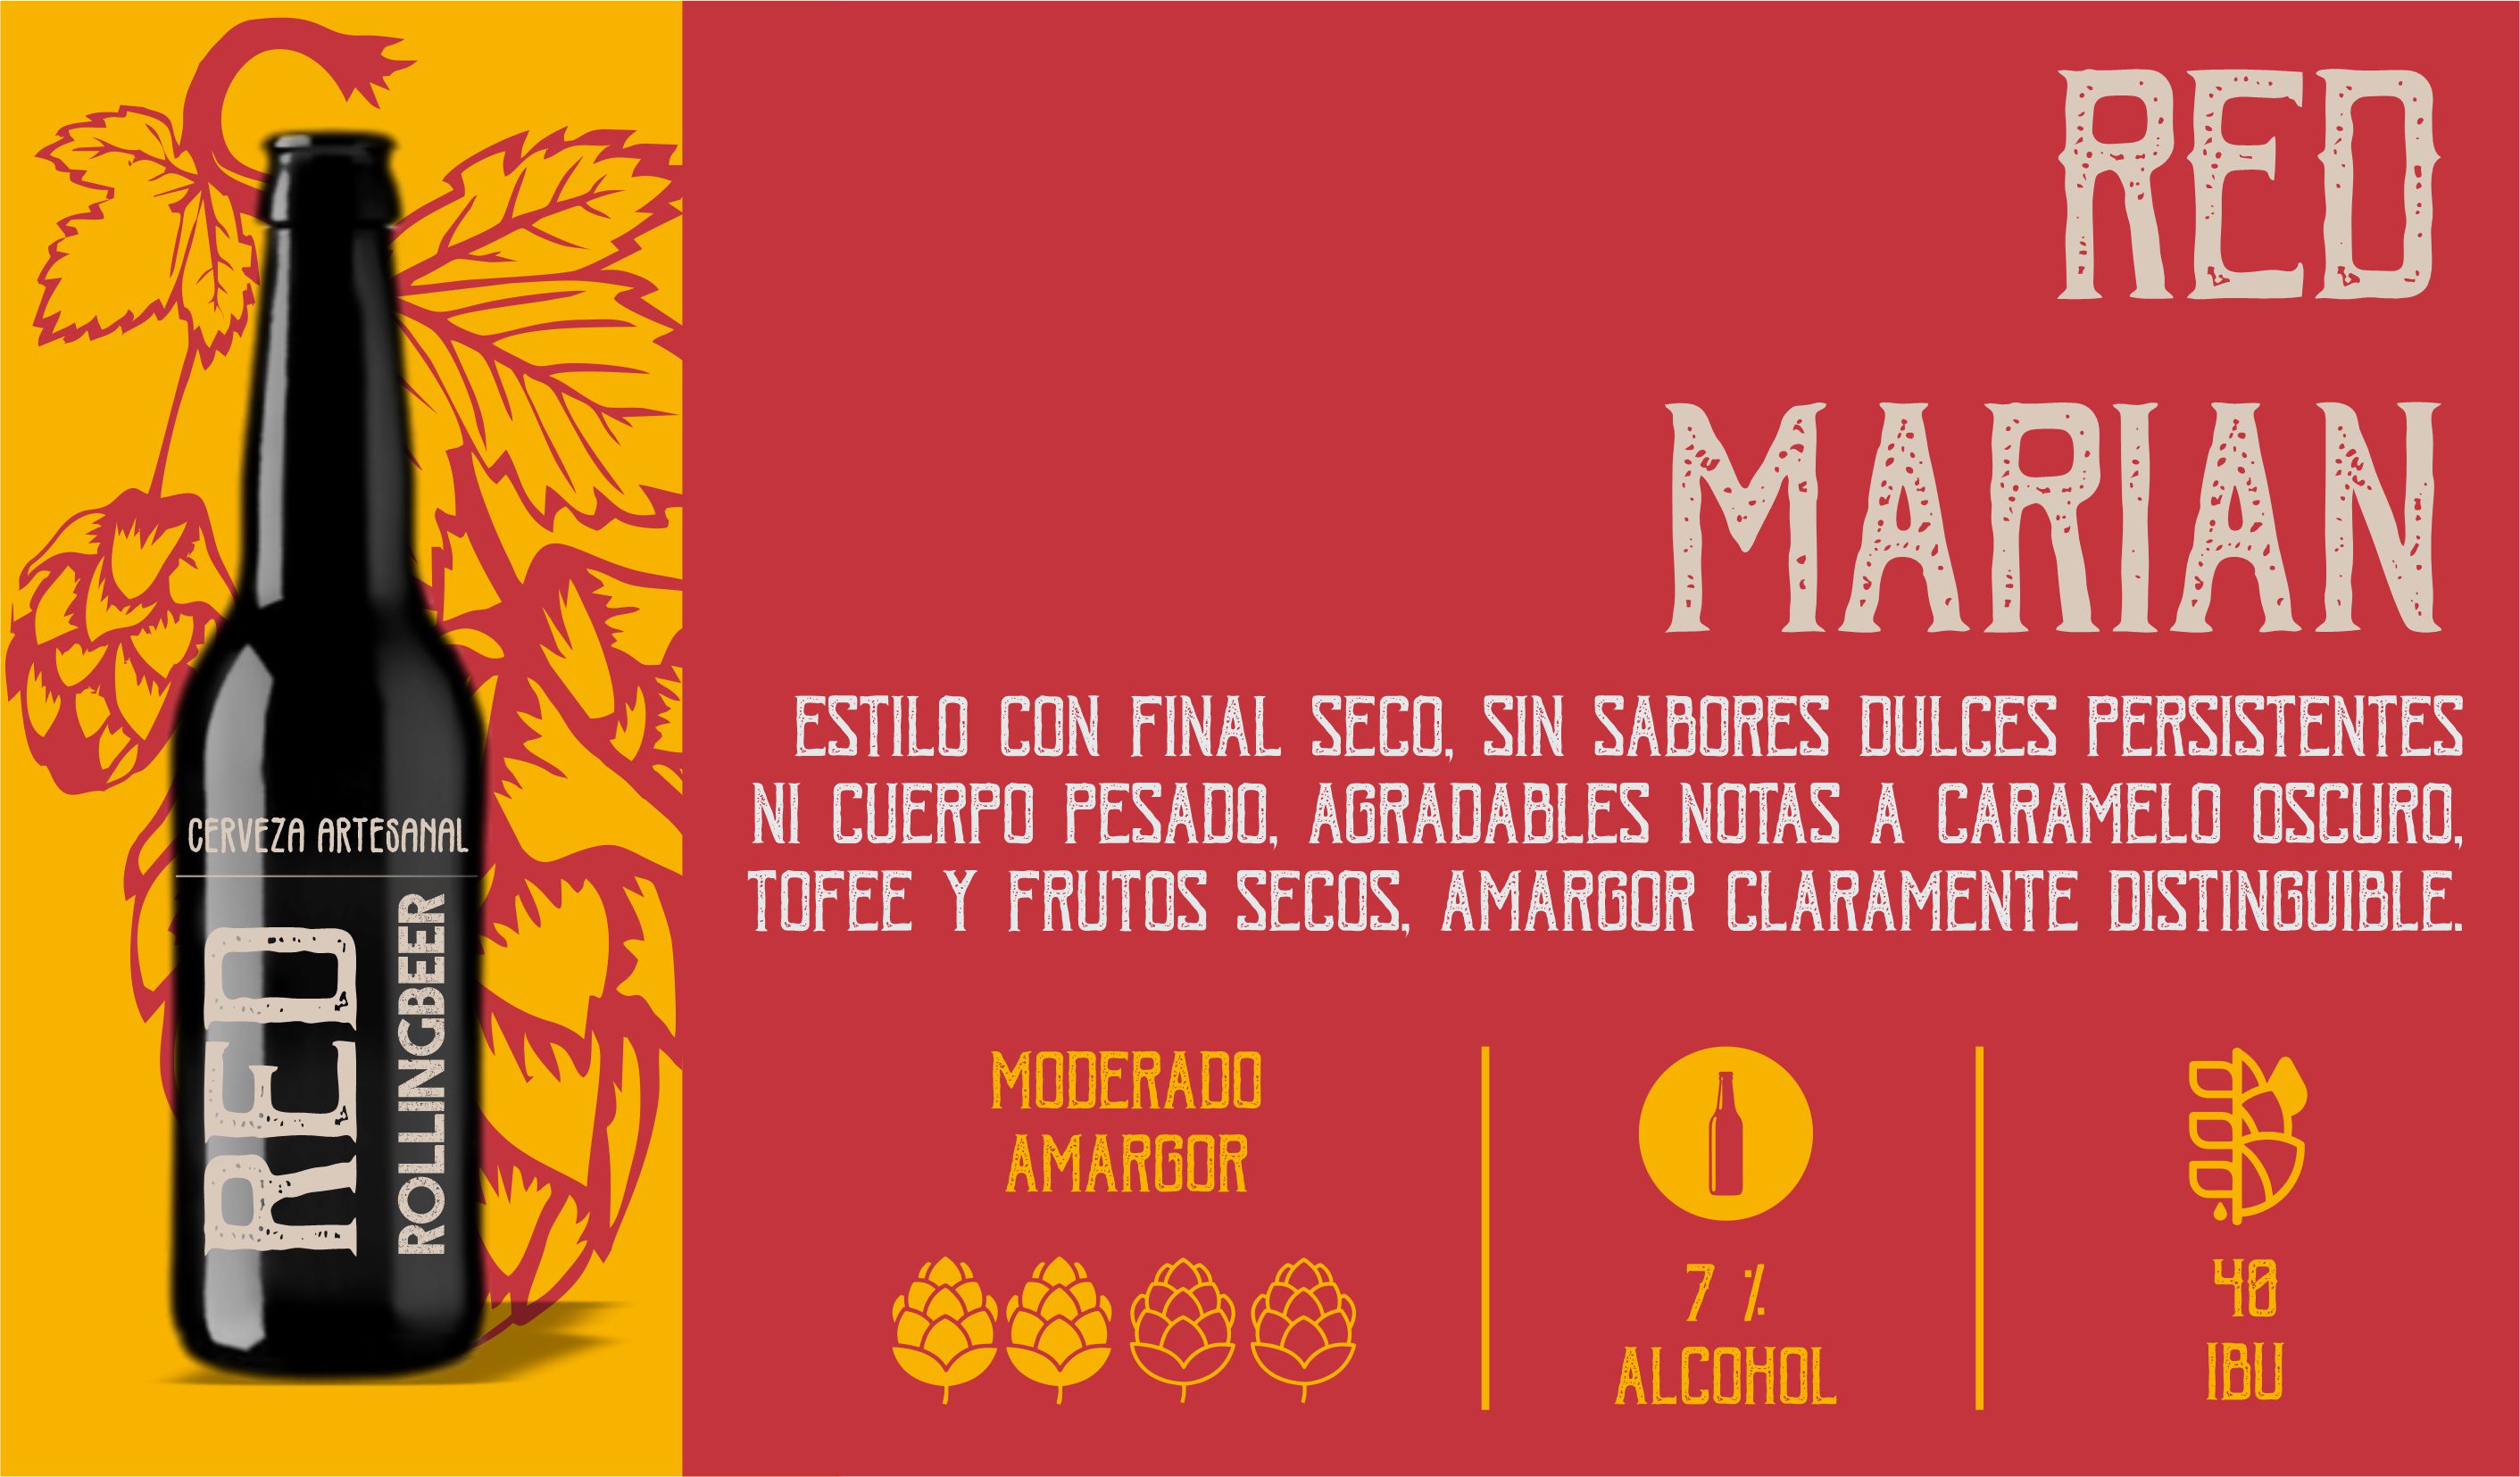 RED
MARIAN
ESTILO CON FINAL SECO, SIN SABORES DULCES PERSISTENTES
NI CUERPO PESADO, AGRADABLES NOTAS A CARAMELO OSCURO,
TOFEE Y FRUTOS SECOS, AMARGOR CLARAMENTE DISTINGUIBLE.
CERVEZA ARTESANAL
RED
ROLLINGBEER
MODERADO
AMARGOR
7 %
ALCOHOL
40
IBU